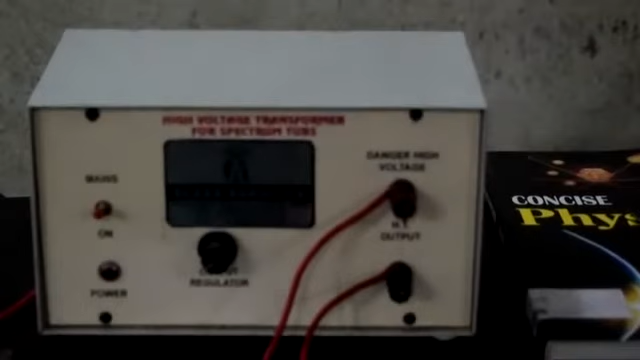 HIGH VOLTAGE TRANSFORMER
FOR SPECTRUM TUBE
DANGER HIGH
VOLTAGE
MAINS
ON
H.T.
OUTPUT
REGULATOR
POWER
CONCISE
Phys